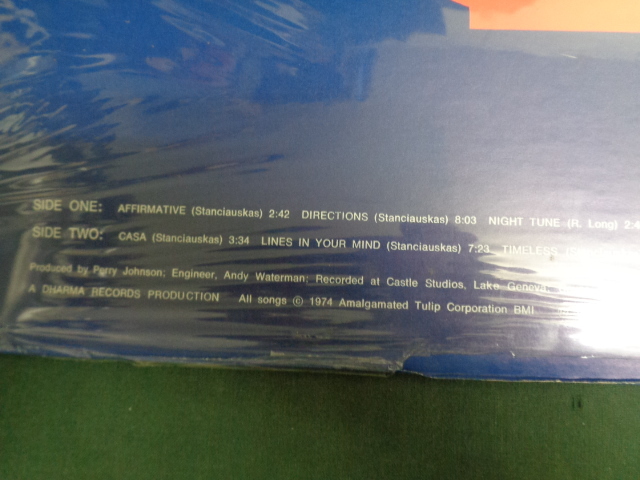 SIDE ONE: AFFIRMATIVE (Stanciauskas) 2:42 DIRECTIONS (Stanciauskas) 8:03 NIGHT TUNE (R. Long)
SIDE TWO: CASA (Stanciauskas) 3:34 LINES IN YOUR MIND (Stanciauskas) 7:23 TIMELESS
Produced by Perry Johnson; Engineer, Andy Waterman; Recorded at Castle Studios, Lake Geneva,
A DHARMA RECORDS PRODUCTION All songs © 1974 Amalgamated Tulip Corporation BMI